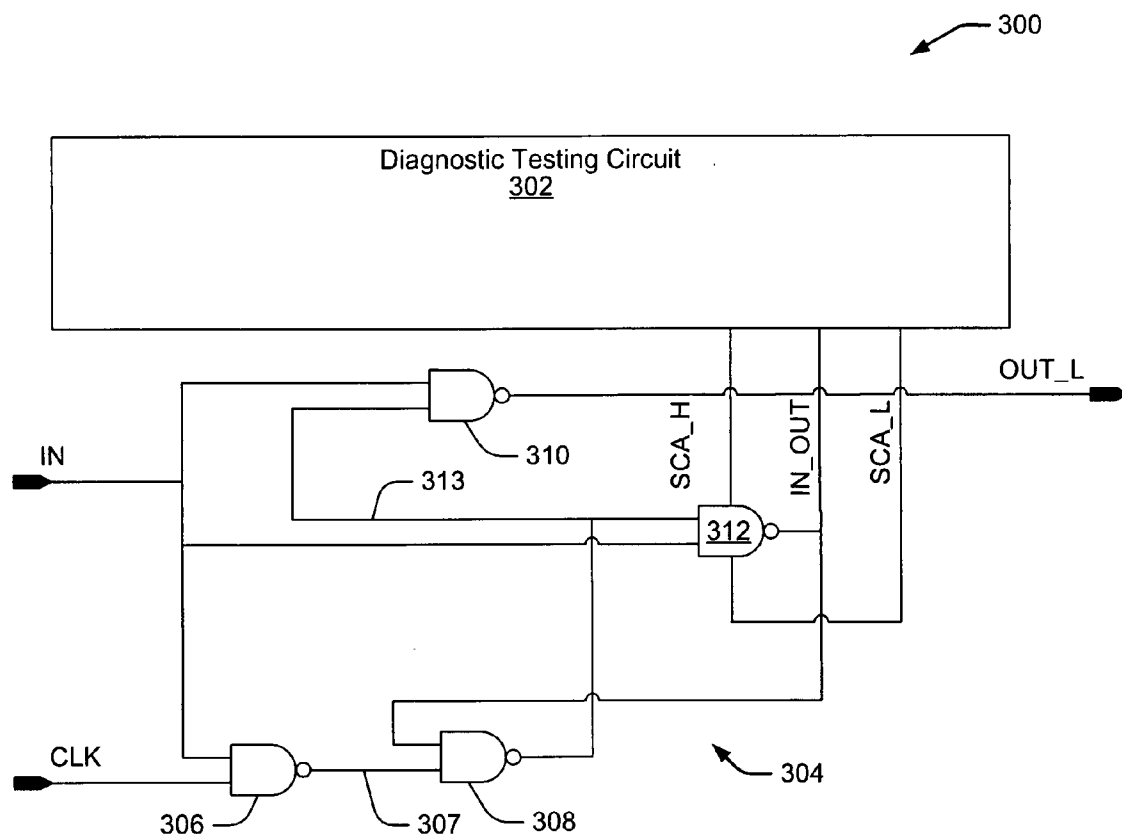 300
Diagnostic Testing Circuit
302
OUT_L
SCA_H
IN_OUT
SCA_L
310
IN
313
312
CLK
304
306
307
308